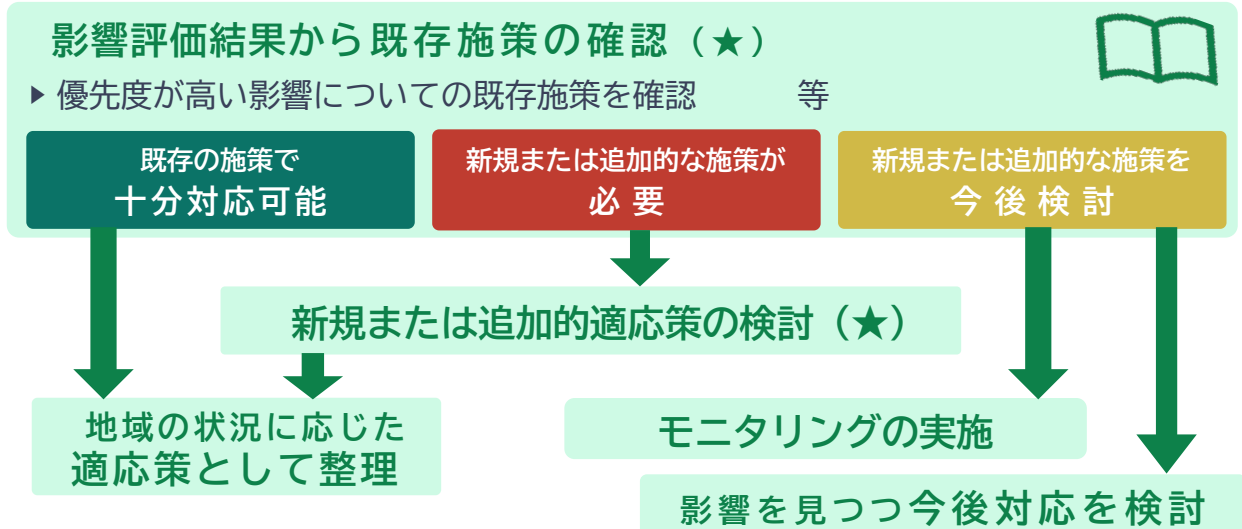 影響評価結果から既存施策の確認（★）
▶ 優先度が高い影響についての既存施策を確認　　　等
既存の施策で
十分対応可能
新規または追加的な施策が
必要
新規または追加的な施策を
今後検討
新規または追加的適応策の検討（★）
地域の状況に応じた
適応策として整理
モニタリングの実施
影響を見つつ今後対応を検討